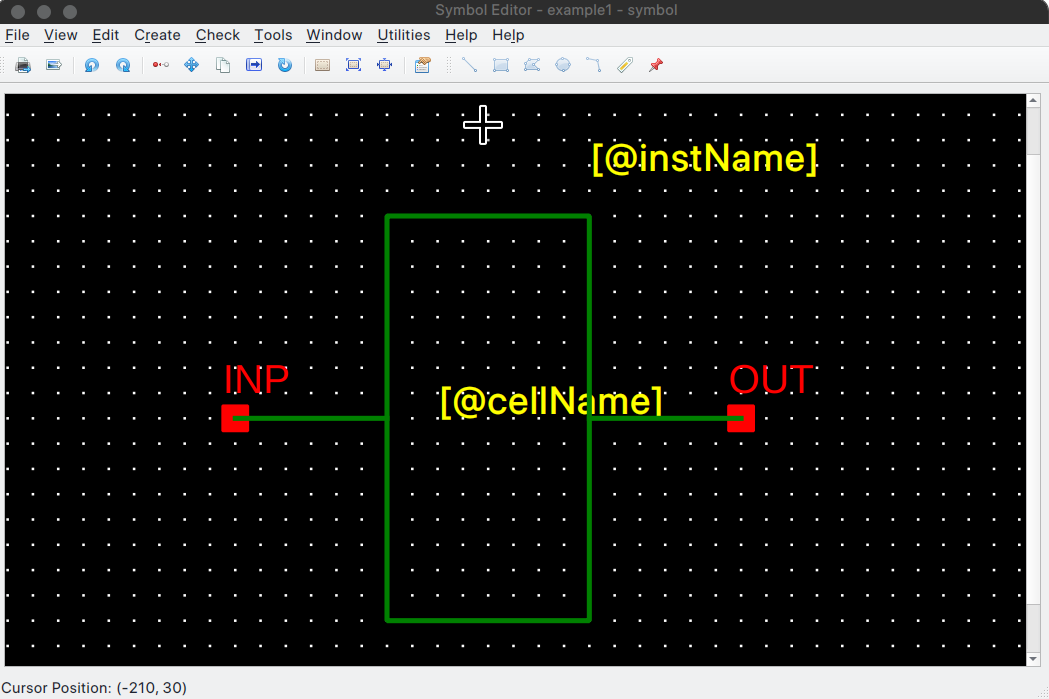 Symbol Editor - example1 - symbol
File View Edit Create Check Tools Window Utilities Help Help
[@instName]
INP
OUT
[@cellName]
Cursor Position: (-210, 30)